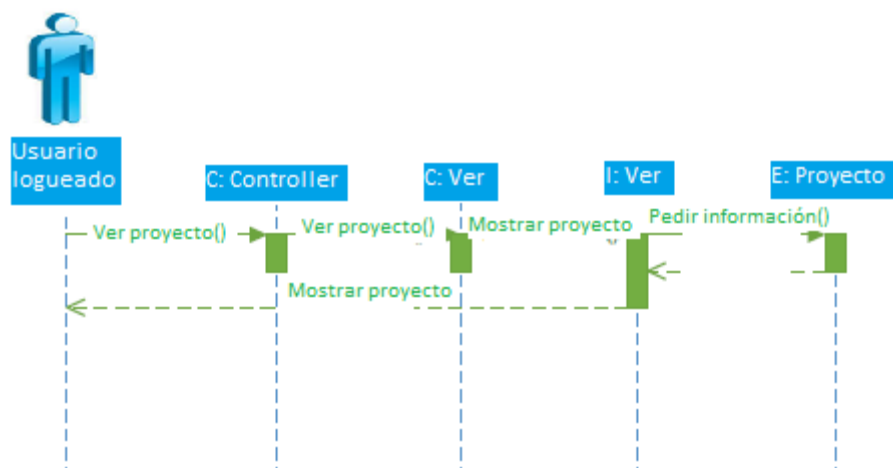 Usuario
logueado
C: Controller
C: Ver
I: Ver
E: Proyecto
Ver proyecto()
Ver proyecto()
Mostrar proyecto
Pedir información()
Mostrar proyecto